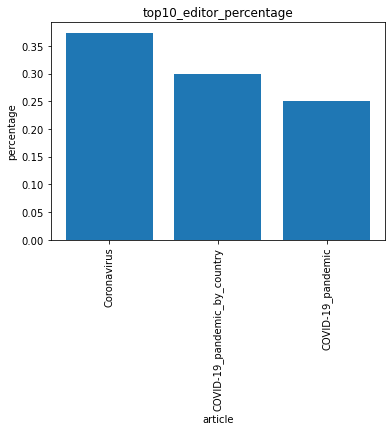 top10_editor_percentage
percentage
0.35
0.30
0.25
0.20
0.15
0.10
0.05
0.00
Coronavirus
COVID-19_pandemic_by_country
COVID-19_pandemic
article